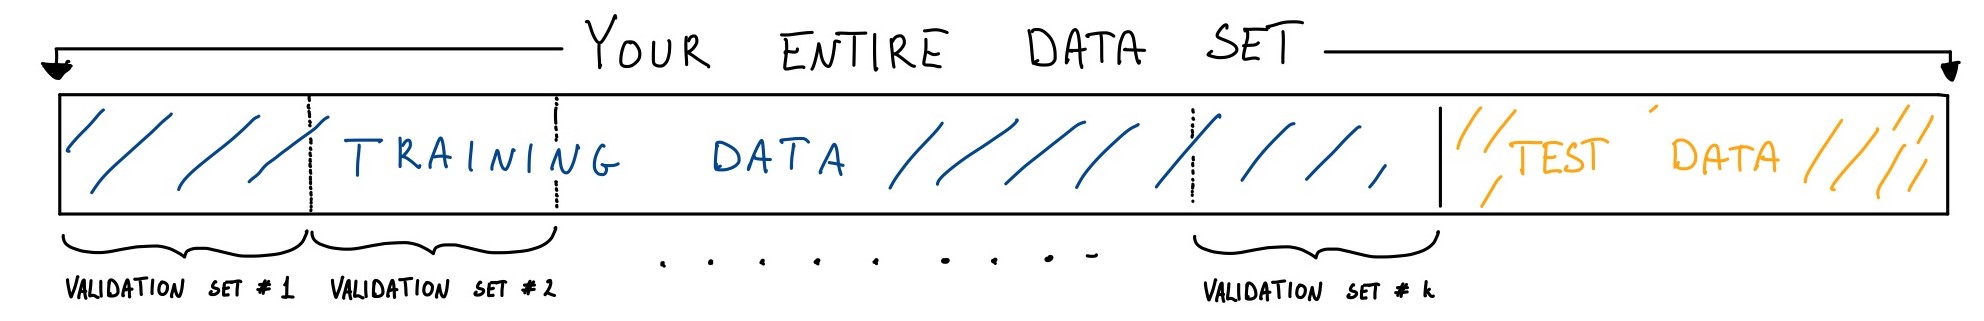 YOUR ENTIRE DATA SET
TRAINING DATA TEST DATA
VALIDATION SET # 1 VALIDATION SET # 2 VALIDATION SET # k